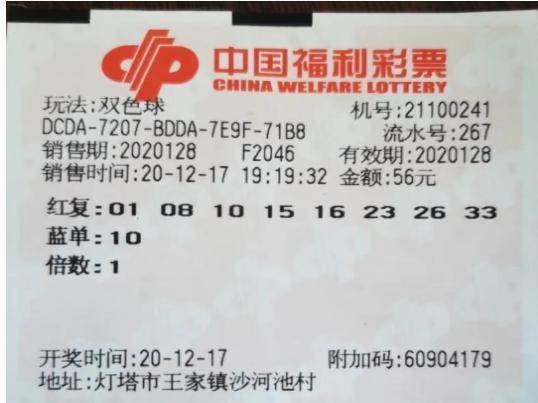 中国福利彩票
CHINA WELFARE LOTTERY
玩法:双色球 机号:21100241
DCDA-7207-BDDA-7E9F-71B8 流水号:267
销售期:2020128 F2046 有效期:2020128
销售时间:20-12-17 19:19:32 金额:56元
红复:01 08 10 15 16 23 26 33
蓝单:10
倍数:1
开奖时间:20-12-17 附加码:60904179
地址:灯塔市王家镇沙河池村